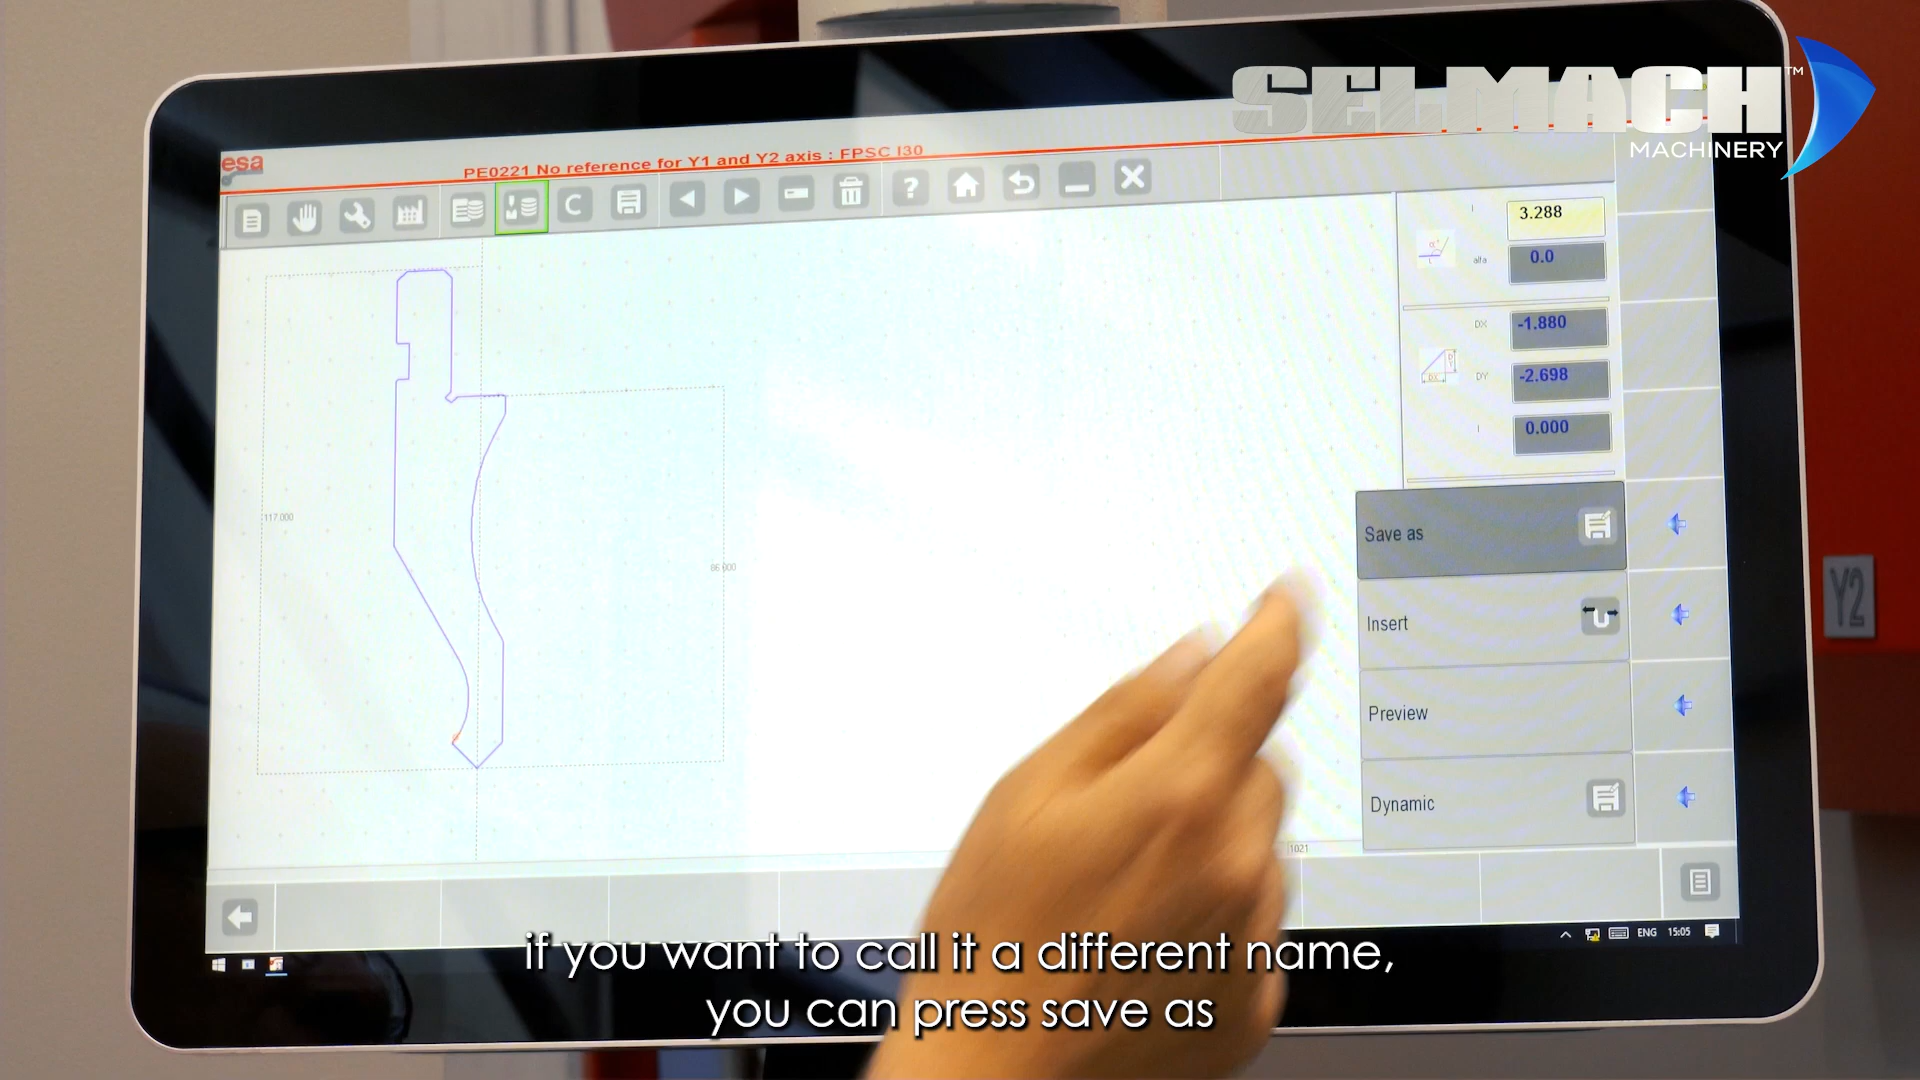 SELMACH™
MACHINERY
esa
PE0221 No reference for Y1 and Y2 axis : FPSC I30
C
?
l
3.288
α°
alfa
0.0
DX
-1.880
DY
-2.698
0.000
117.000
86.000
Save as
Insert
Preview
Dynamic
1021
Y2
ENG
15:05
if you want to call it a different name,
you can press save as